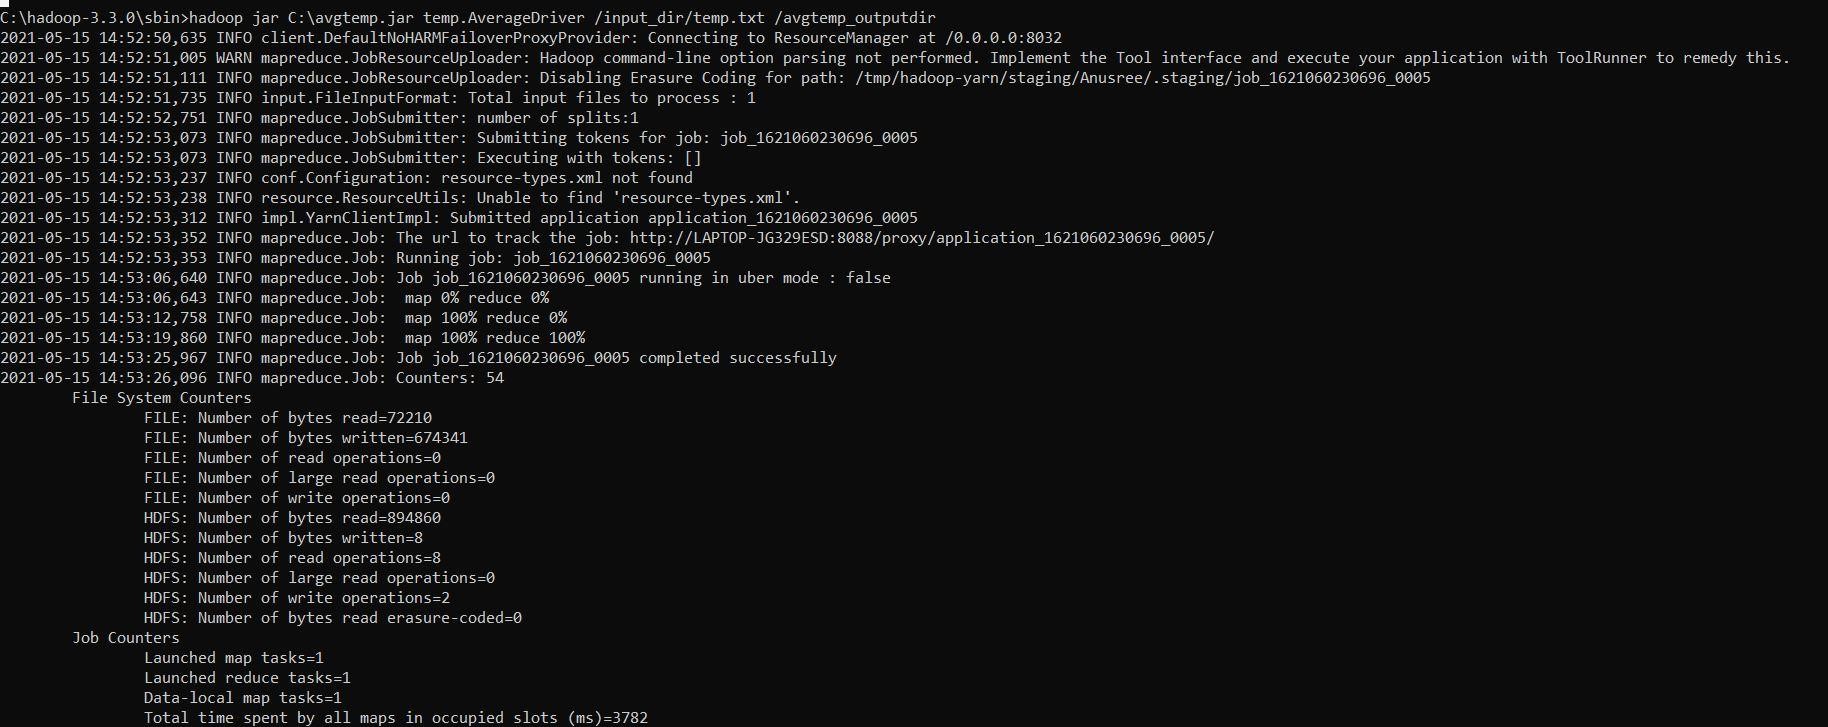 C:\hadoop-3.3.0\sbin>hadoop jar C:\avgtemp.jar temp.AverageDriver /input_dir/temp.txt /avgtemp_outputdir
2021-05-15 14:52:50,635 INFO client.DefaultNoHARMFailoverProxyProvider: Connecting to ResourceManager at /0.0.0.0:8032
2021-05-15 14:52:51,005 WARN mapreduce.JobResourceUploader: Hadoop command-line option parsing not performed. Implement the Tool interface and execute your application with ToolRunner to remedy this.
2021-05-15 14:52:51,111 INFO mapreduce.JobResourceUploader: Disabling Erasure Coding for path: /tmp/hadoop-yarn/staging/Anusree/.staging/job_1621060230696_0005
2021-05-15 14:52:51,735 INFO input.FileInputFormat: Total input files to process : 1
2021-05-15 14:52:52,751 INFO mapreduce.JobSubmitter: number of splits:1
2021-05-15 14:52:53,073 INFO mapreduce.JobSubmitter: Submitting tokens for job: job_1621060230696_0005
2021-05-15 14:52:53,073 INFO mapreduce.JobSubmitter: Executing with tokens: []
2021-05-15 14:52:53,237 INFO conf.Configuration: resource-types.xml not found
2021-05-15 14:52:53,238 INFO resource.ResourceUtils: Unable to find 'resource-types.xml'.
2021-05-15 14:52:53,312 INFO impl.YarnClientImpl: Submitted application application_1621060230696_0005
2021-05-15 14:52:53,352 INFO mapreduce.Job: The url to track the job: http://LAPTOP-JG329ESD:8088/proxy/application_1621060230696_0005/
2021-05-15 14:52:53,353 INFO mapreduce.Job: Running job: job_1621060230696_0005
2021-05-15 14:53:06,640 INFO mapreduce.Job: Job job_1621060230696_0005 running in uber mode : false
2021-05-15 14:53:06,643 INFO mapreduce.Job:  map 0% reduce 0%
2021-05-15 14:53:12,758 INFO mapreduce.Job:  map 100% reduce 0%
2021-05-15 14:53:19,860 INFO mapreduce.Job:  map 100% reduce 100%
2021-05-15 14:53:25,967 INFO mapreduce.Job: Job job_1621060230696_0005 completed successfully
2021-05-15 14:53:26,096 INFO mapreduce.Job: Counters: 54
File System Counters
FILE: Number of bytes read=72210
FILE: Number of bytes written=674341
FILE: Number of read operations=0
FILE: Number of large read operations=0
FILE: Number of write operations=0
HDFS: Number of bytes read=894860
HDFS: Number of bytes written=8
HDFS: Number of read operations=8
HDFS: Number of large read operations=0
HDFS: Number of write operations=2
HDFS: Number of bytes read erasure-coded=0
Job Counters
Launched map tasks=1
Launched reduce tasks=1
Data-local map tasks=1
Total time spent by all maps in occupied slots (ms)=3782